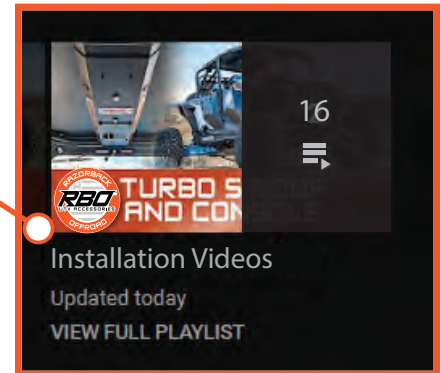 16
RAZORBACK
RBO
UTV ACCESSORIES
OFFROAD
TURBO S
AND CON
Installation Videos
Updated today
VIEW FULL PLAYLIST